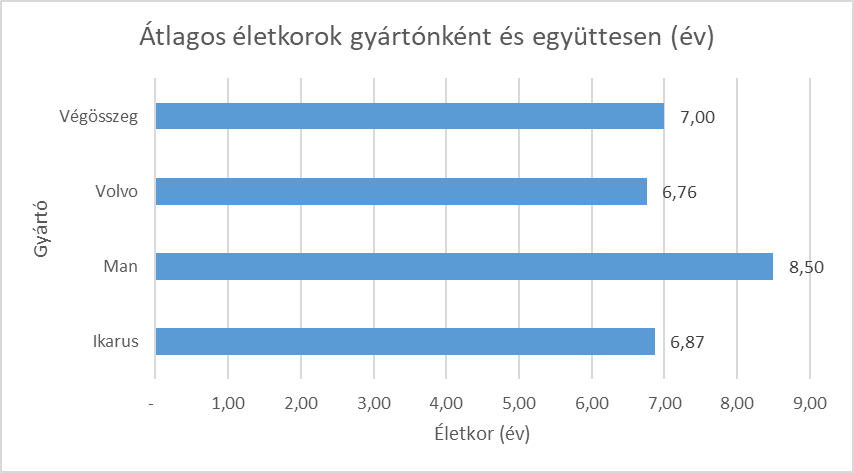 Átlagos életkorok gyártónként és együttesen (év)
Végösszeg
7,00
Volvo
6,76
Man
8,50
Ikarus
6,87
Gyártó
- 1,00 2,00 3,00 4,00 5,00 6,00 7,00 8,00 9,00
Életkor (év)